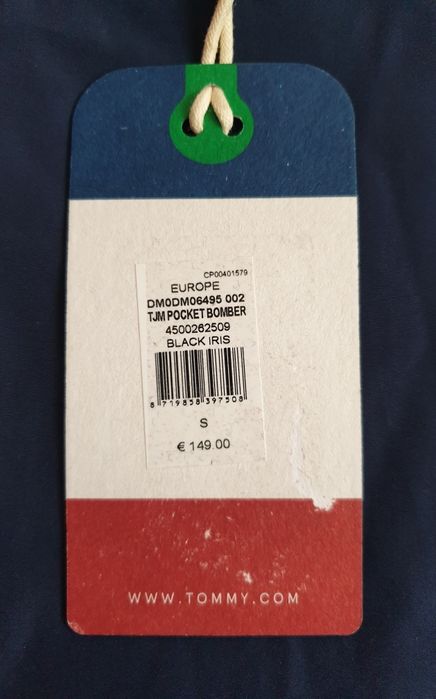 CP00401579
EUROPE
DM0DM06495 002
TJM POCKET BOMBER
4500262509
BLACK IRIS
8 719858 397508
S
€ 149.00
WWW.TOMMY.COM